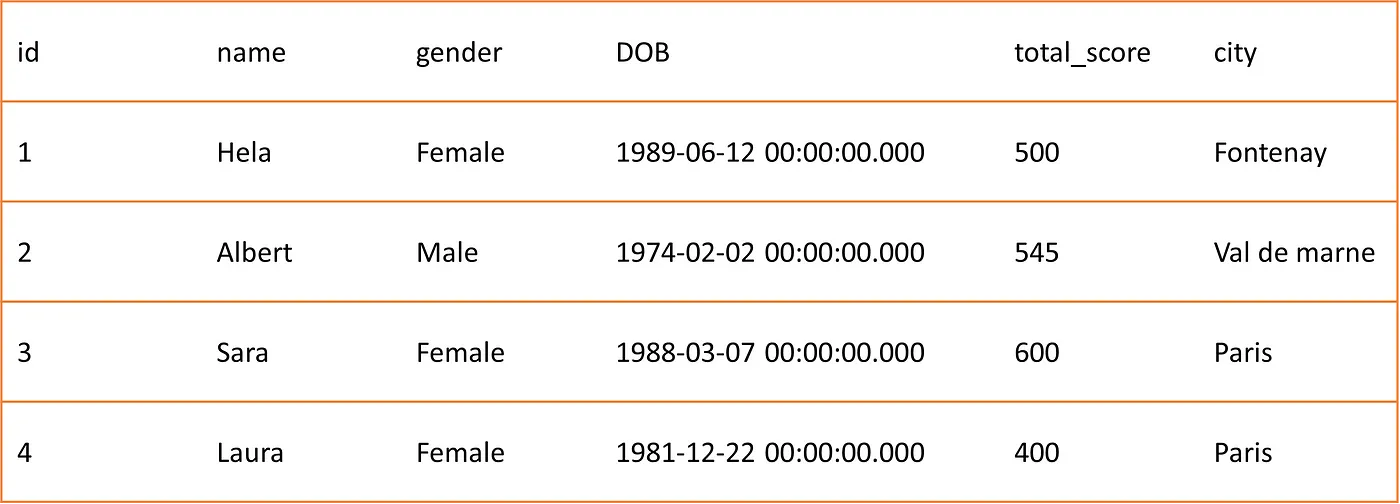 id name gender DOB total_score city
1 Hela Female 1989-06-12 00:00:00.000 500 Fontenay
2 Albert Male 1974-02-02 00:00:00.000 545 Val de marne
3 Sara Female 1988-03-07 00:00:00.000 600 Paris
4 Laura Female 1981-12-22 00:00:00.000 400 Paris